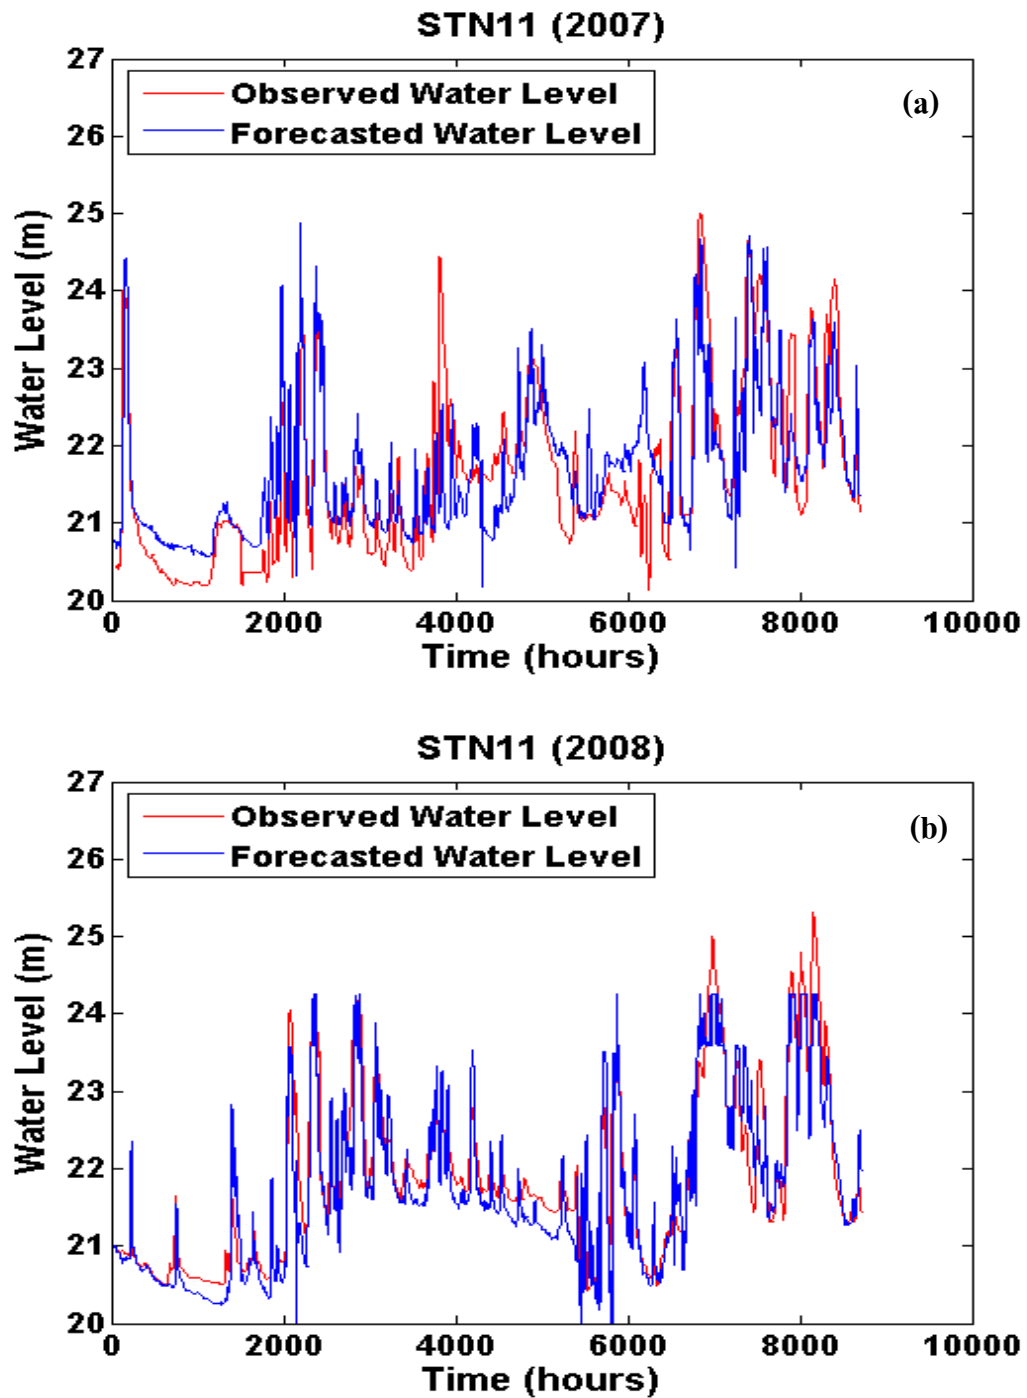 STN11 (2007)
27
26
25
24
23
22
21
20
Water Level (m)
Observed Water Level
Forecasted Water Level
(a)
0 2000 4000 6000 8000 10000
Time (hours)
STN11 (2008)
27
26
25
24
23
22
21
20
Water Level (m)
Observed Water Level
Forecasted Water Level
(b)
0 2000 4000 6000 8000 10000
Time (hours)